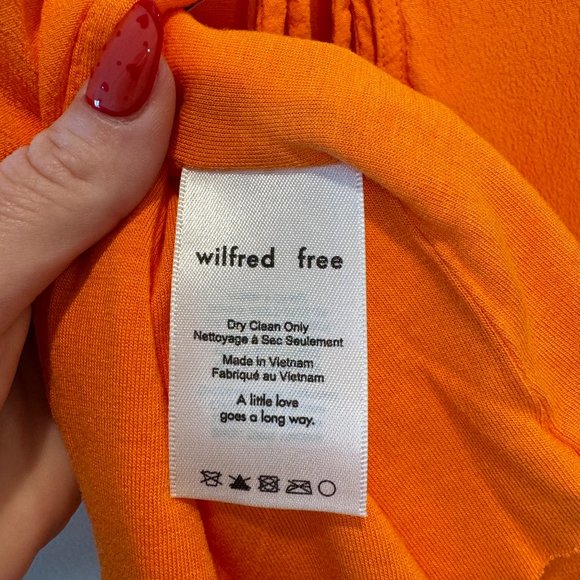 wilfred free
Dry Clean Only
Nettoyage à Sec Seulement
Made in Vietnam
Fabriqué au Vietnam
A little love
goes a long way.